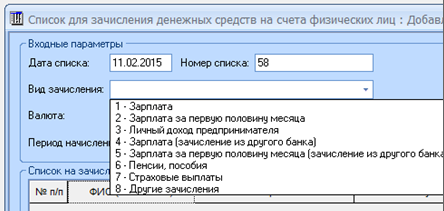 Список для зачисления денежных средств на счета физических лиц : Добавл
Входные параметры
Дата списка: 11.02.2015 Номер списка: 58
Вид зачисления:
1 - Зарплата
Валюта:
2 - Зарплата за первую половину месяца
3 - Личный доход предпринимателя
4 - Зарплата (зачисление из другого банка)
Период начислени
5 - Зарплата за первую половину месяца (зачисление из другого банка
6 - Пенсии, пособия
Список на зачисл
7 - Страховые выплаты
№ п/п ФИО
8 - Другие зачисления